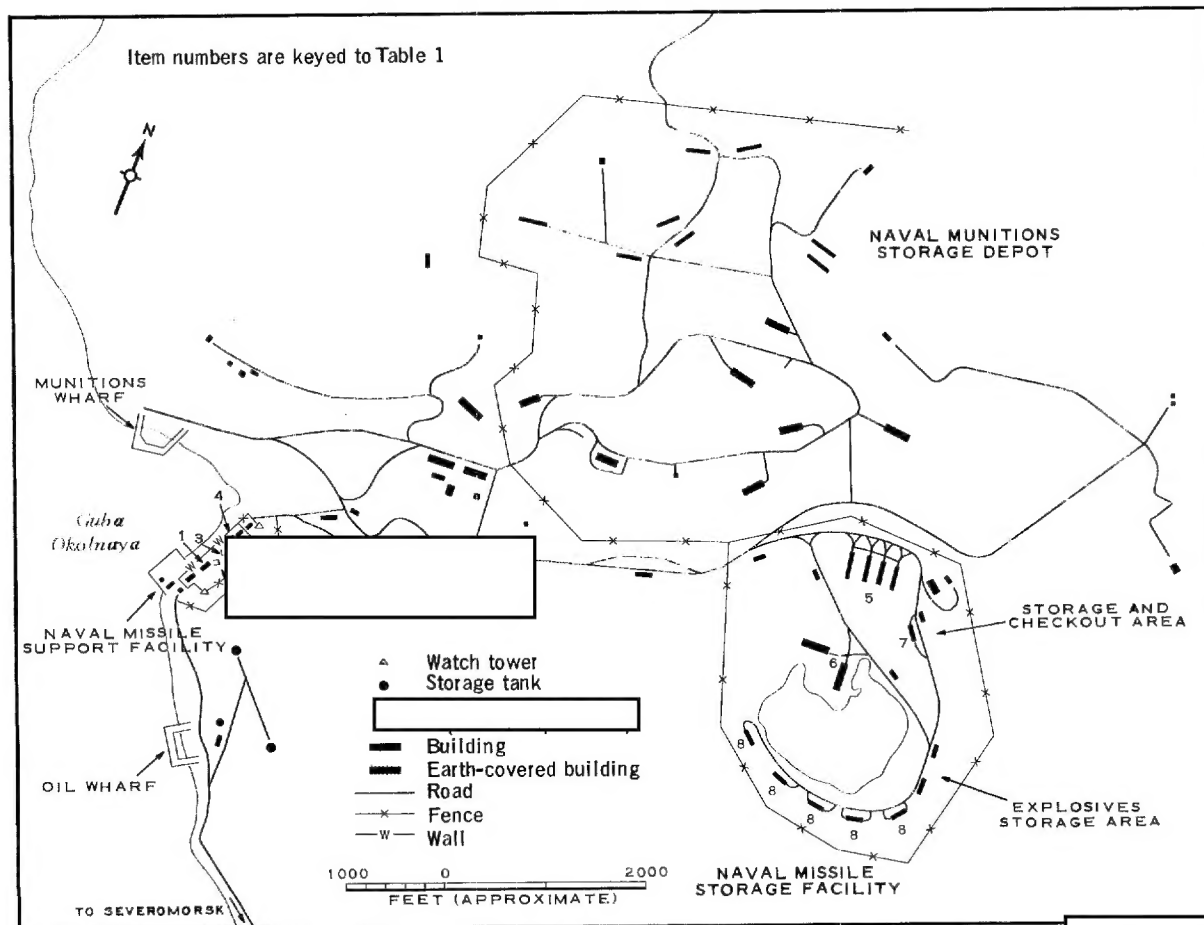 Item numbers are keyed to Table 1
N
NAVAL MUNITIONS
STORAGE DEPOT
MUNITIONS
WHARF
4
Guba
Okolnaya
1
3
5
NAVAL MISSILE
SUPPORT FACILITY
STORAGE AND
CHECKOUT AREA
7
6
Watch tower
Storage tank
Building
Earth-covered building
Road
Fence
W Wall
8
8
8
8
8
OIL WHARF
EXPLOSIVES
STORAGE AREA
NAVAL MISSILE
STORAGE FACILITY
1000 0 2000
FEET (APPROXIMATE)
TO SEVEROMORSK